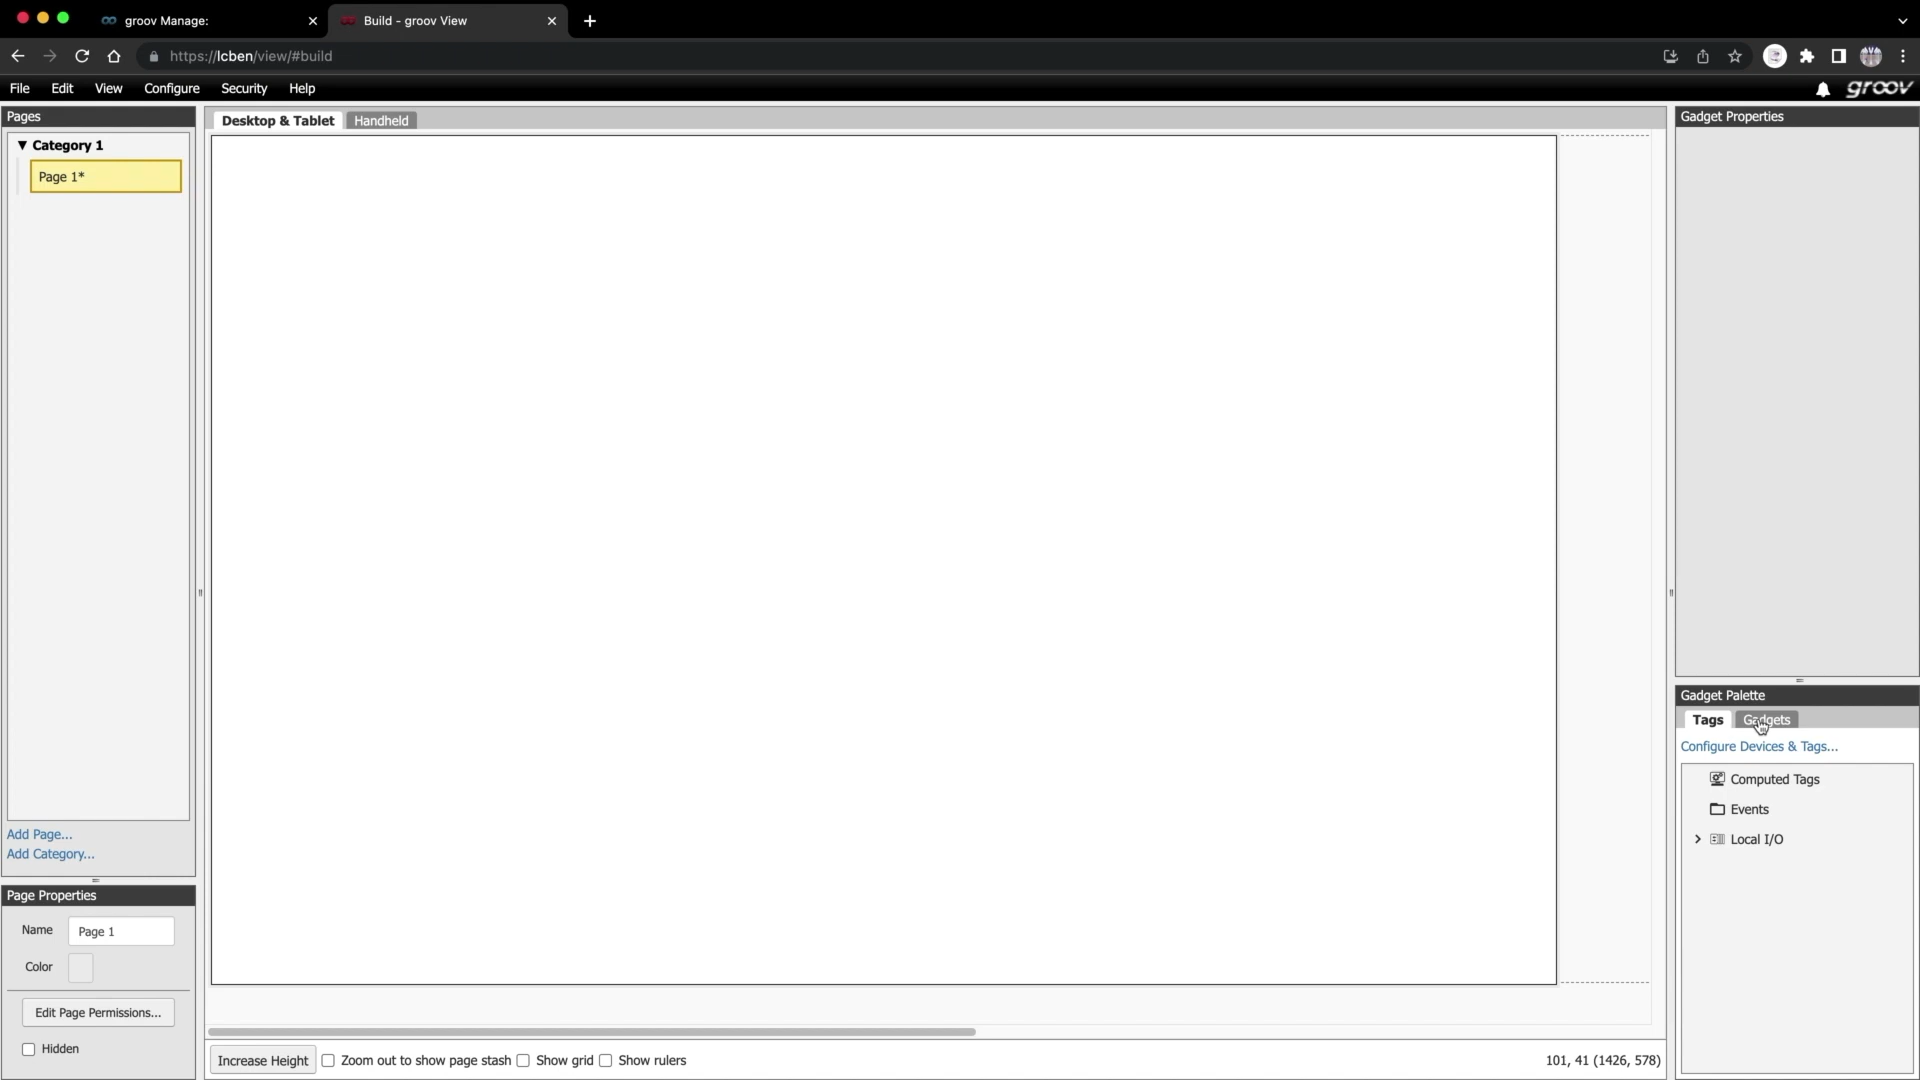 groov Manage:
Build - groov View
https://lcben/view/#build
File Edit View Configure Security Help
groov
Pages
Category 1
Page 1*
Add Page...
Add Category...
Page Properties
Name Page 1
Color
Edit Page Permissions...
Hidden
Desktop & Tablet Handheld
Increase Height Zoom out to show page stash Show grid Show rulers
101, 41 (1426, 578)
Gadget Properties
Gadget Palette
Tags Gadgets
Configure Devices & Tags...
Computed Tags
Events
Local I/O